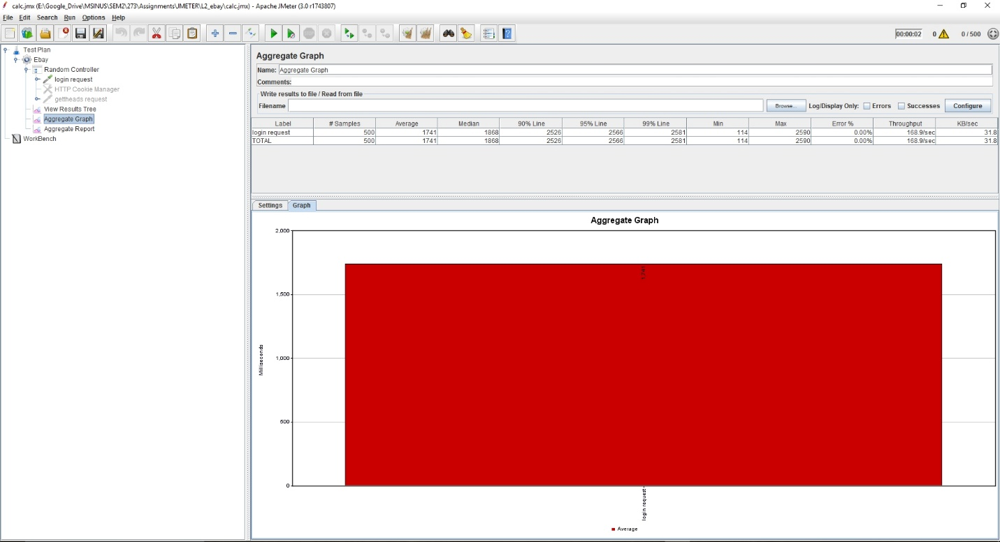 calc.jmx (E:\Google_Drive\MSINUS\SEM2\273\Assignments\JMETER\L2_ebay\calc.jmx) - Apache JMeter (3.0 r1743807)
File Edit Search Run Options Help
00:00:02 0 0 / 500
Test Plan
Ebay
Random Controller
login request
HTTP Cookie Manager
gettheads request
View Results Tree
Aggregate Graph
Aggregate Report
WorkBench
Aggregate Graph
Name: Aggregate Graph
Comments:
Write results to file / Read from file
Filename Browse... Log/Display Only: Errors Successes Configure
Label # Samples Average Median 90% Line 95% Line 99% Line Min Max Error % Throughput KB/sec
login request 500 1741 1868 2526 2566 2581 114 2590 0.00% 168.9/sec 31.8
TOTAL 500 1741 1868 2526 2566 2581 114 2590 0.00% 168.9/sec 31.8
Settings Graph
Aggregate Graph
2,000
1,741
1,500
1,000
Milliseconds
500
0
login request
Average